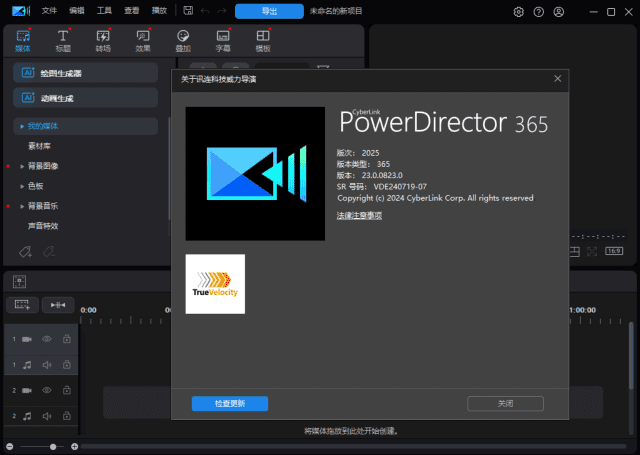 文件 编辑 工具 查看 播放 导出 未命名的新项目
媒体 标题 转场 效果 叠加 字幕 模板
AI 绘图生成器
AI 动画生成
我的媒体
素材库
背景图像
色板
背景音乐
声音特效
关于讯连科技威力导演
CyberLink
PowerDirector 365
版次： 2025
版本类型： 365
版本： 23.0.0823.0
SR 号码： VDE240719-07
Copyright (c) 2024 CyberLink Corp. All rights reserved
法律注意事项
TrueVelocity
检查更新
关闭
16:9
0:00
00
:1:00:00
1
1
2
2
将媒体拖放到此处开始创建。